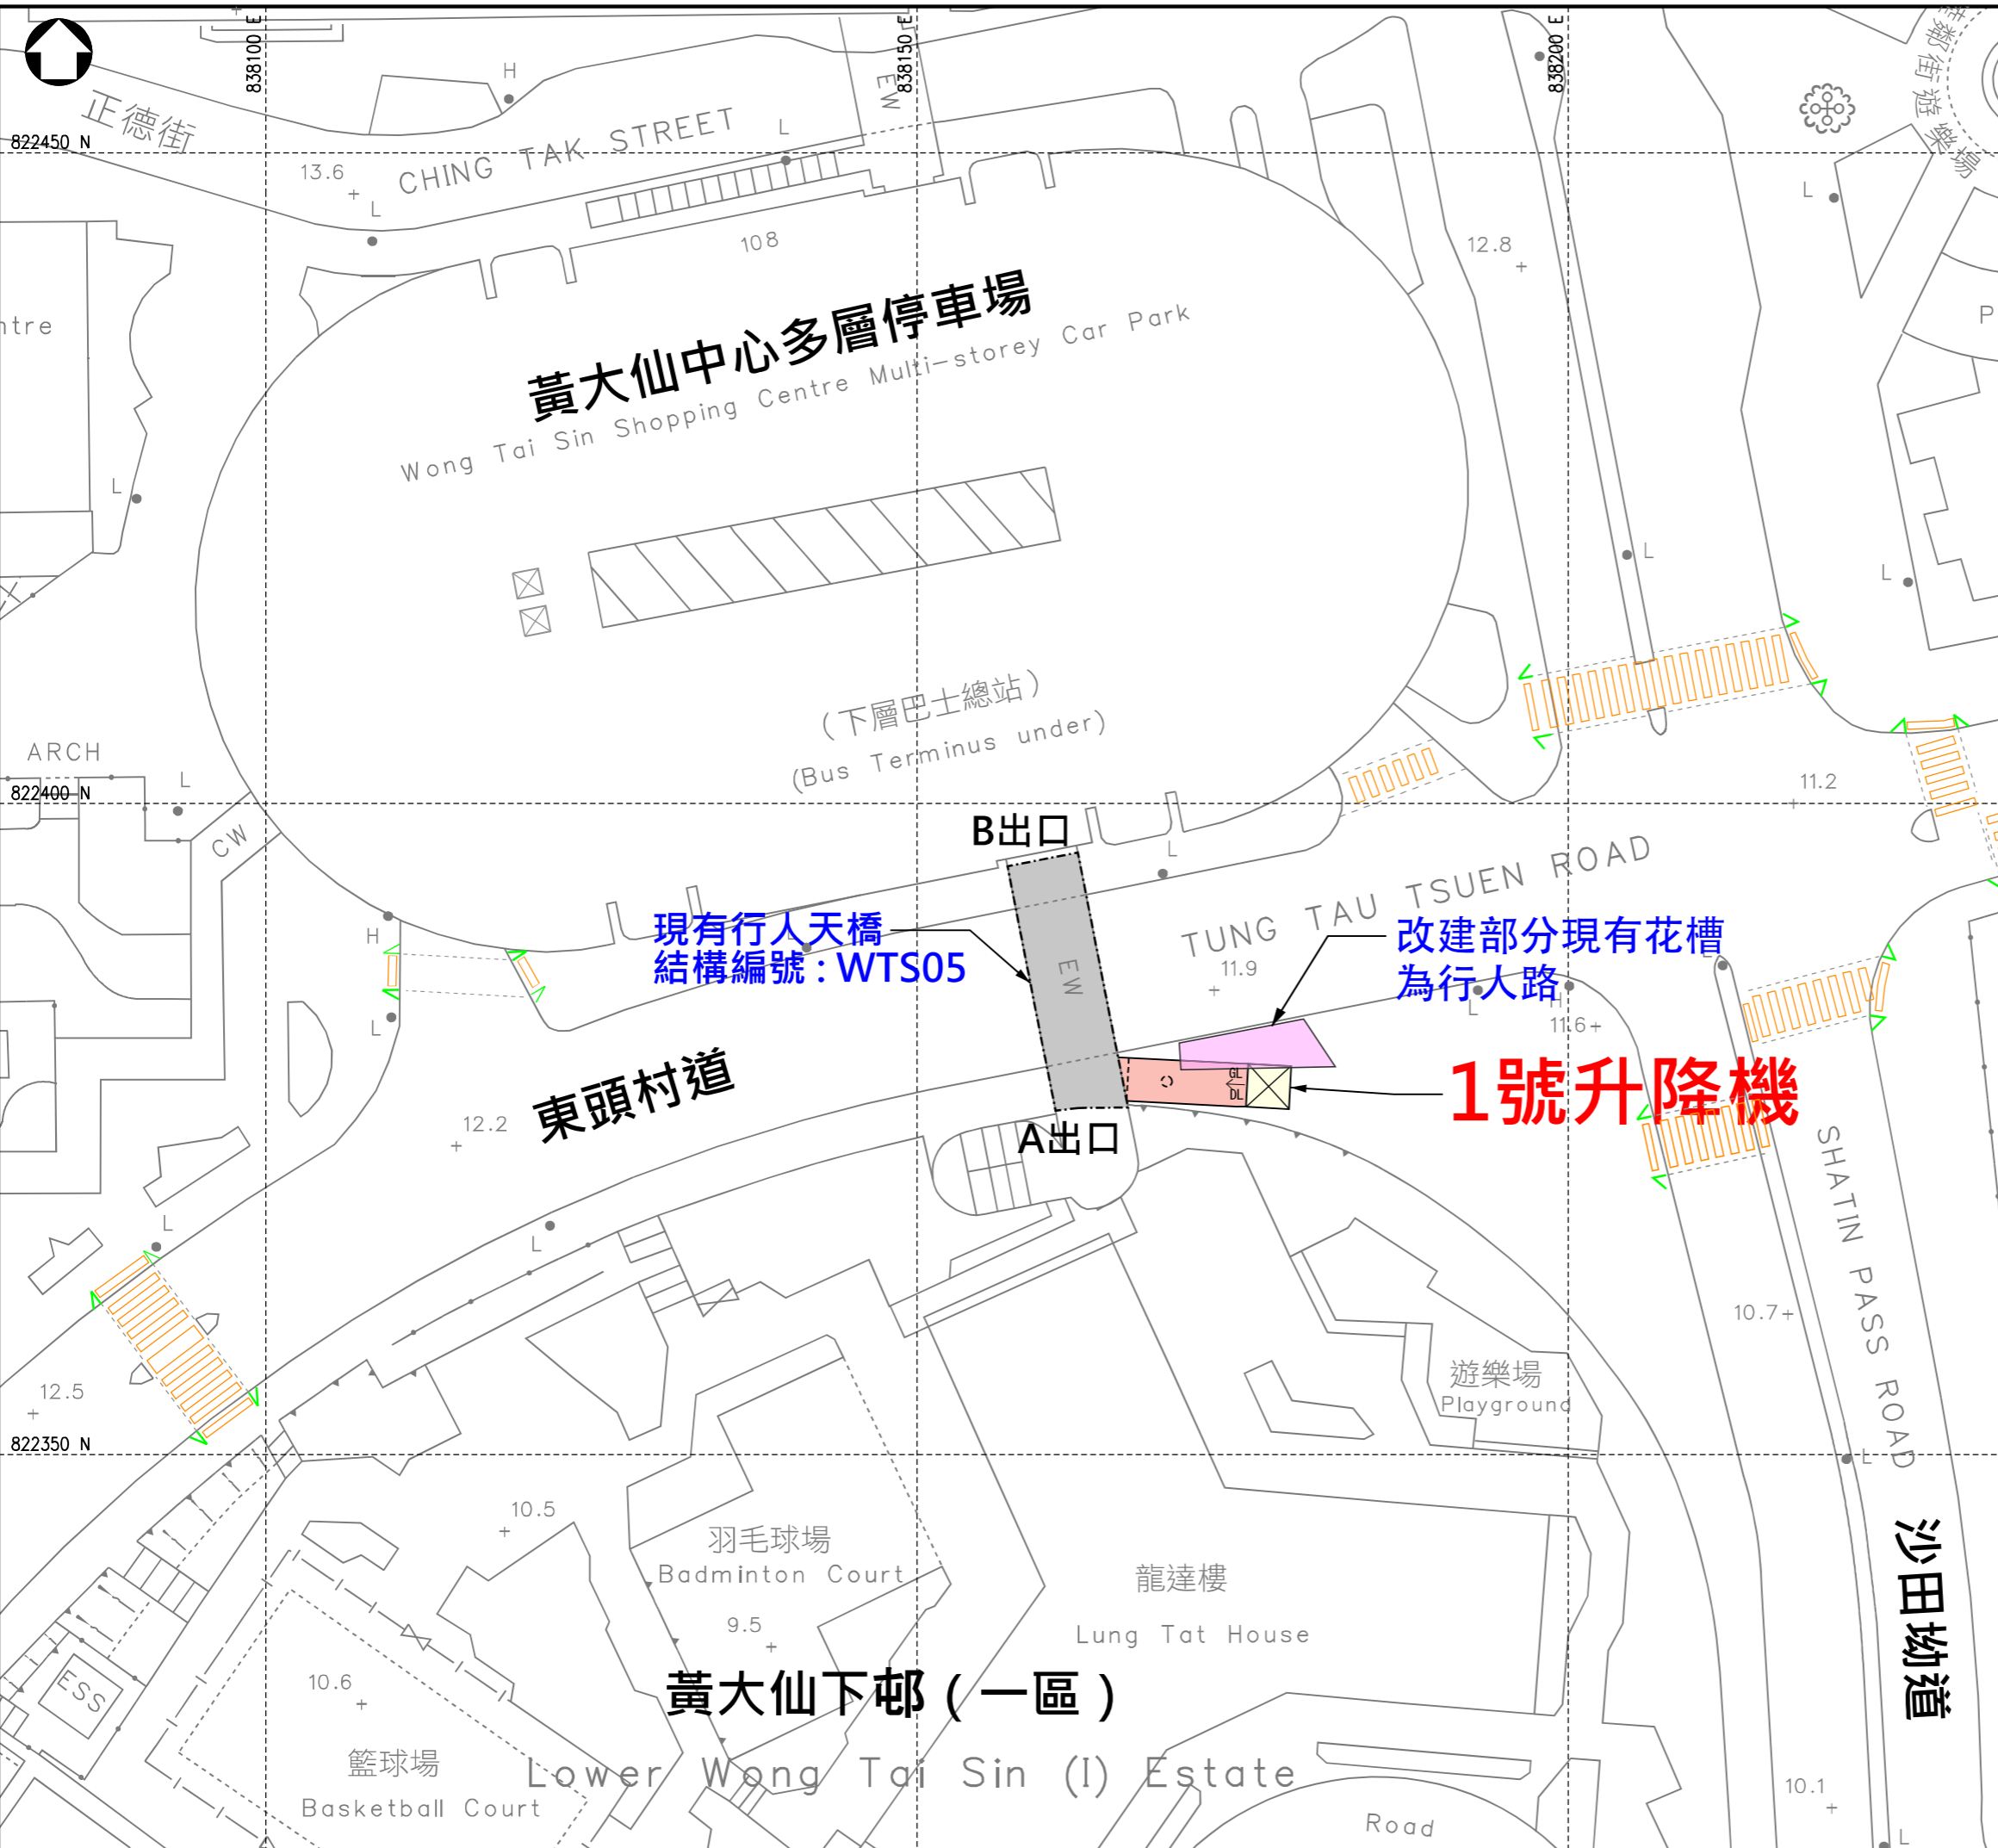 838100 E
838150 E
838200 E
正德街
CHING TAK STREET
H
L
EW
822450 N
13.6
L
108
12.8
L
黃大仙中心多層停車場
Wong Tai Sin Shopping Centre Multi-storey Car Park
ntre
P
L
L
L
(下層巴士總站)
(Bus Terminus under)
ARCH
L
822400 N
CW
11.2
B出口
L
TUNG TAU TSUEN ROAD
現有行人天橋
結構編號:WTS05
H
L
EW
11.9
改建部分現有花槽
為行人路
L
H
11.6
L
GL
DL
1號升降機
東頭村道
12.2
A出口
L
L
SHATIN PASS ROAD
10.7
12.5
遊樂場
Playground
822350 N
L
10.5
羽毛球場
Badminton Court
9.5
龍達樓
Lung Tat House
沙田坳道
ESS
10.6
黃大仙下邨(一區)
籃球場
Basketball Court
Lower Wong Tai Sin (I) Estate
10.1
Road
L